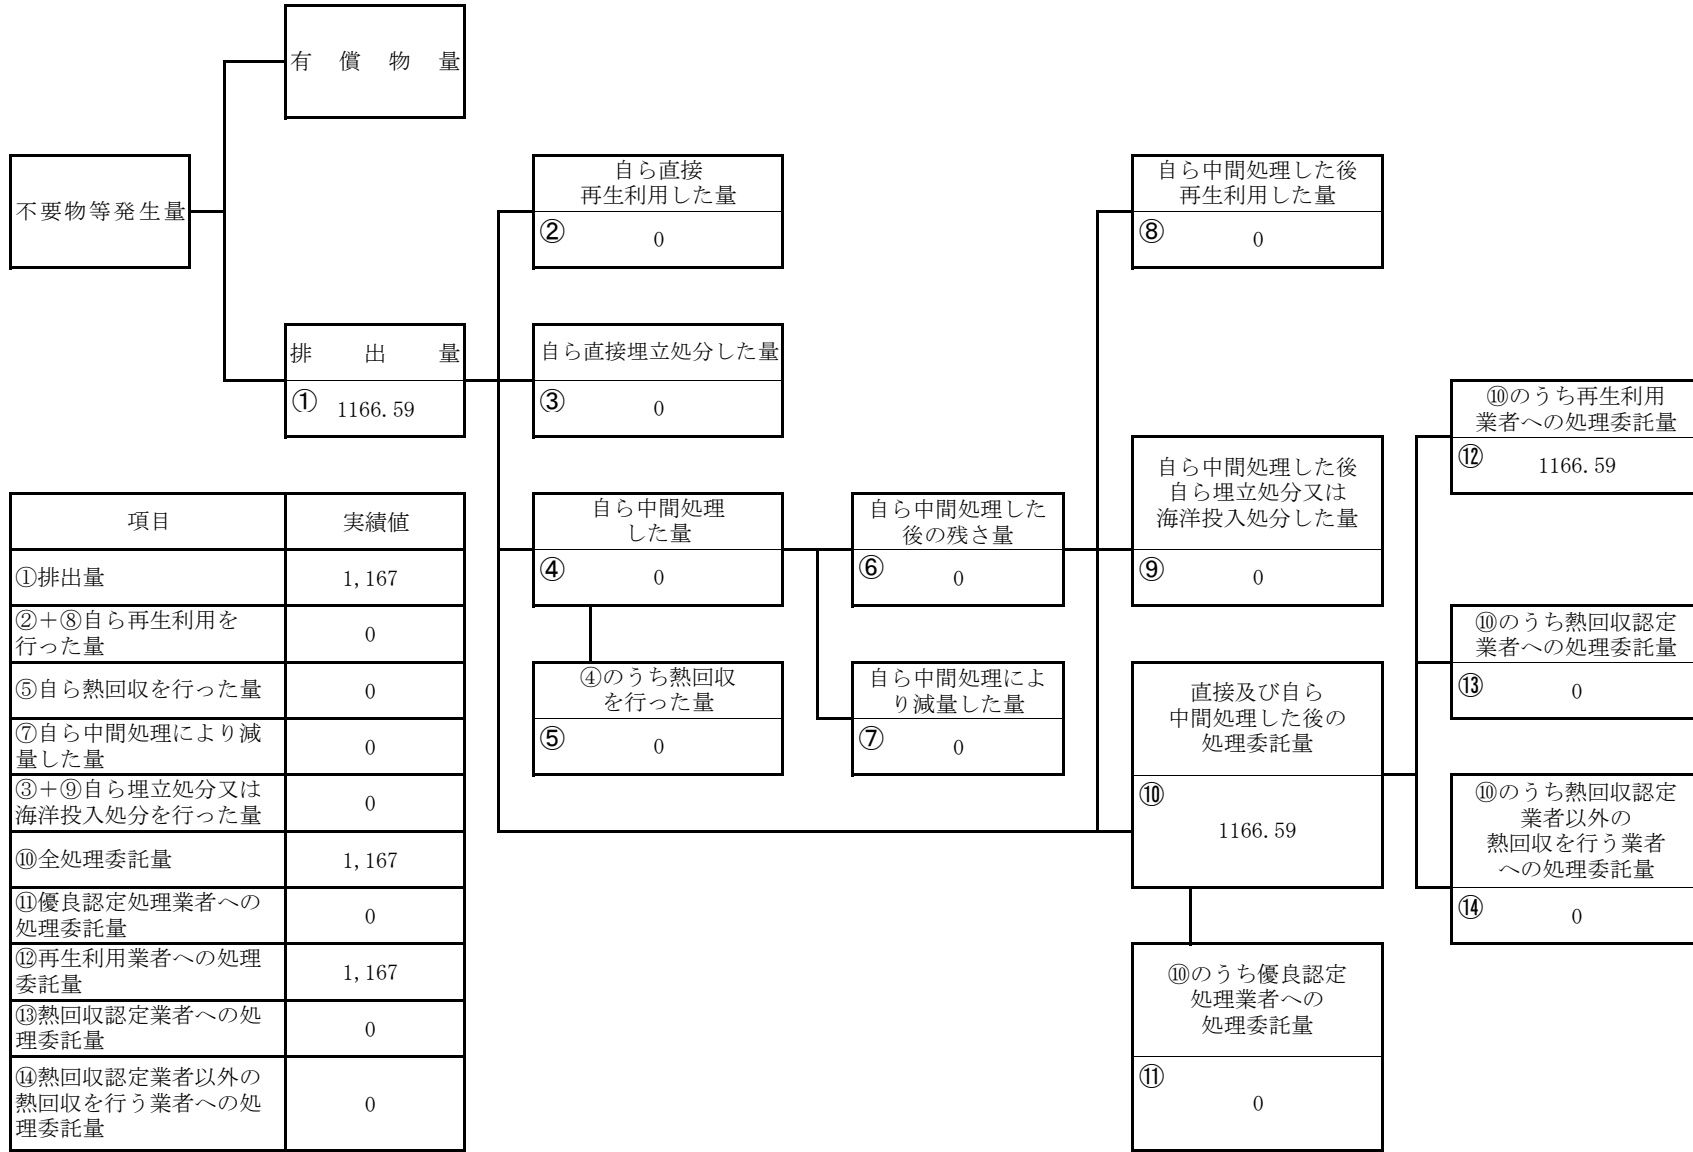 有償物量
不要物等発生量
排出量
① 1166.59
自ら直接
再生利用した量
② 0
自ら直接埋立処分した量
③ 0
自ら中間処理
した量
④ 0
④のうち熱回収
を行った量
⑤ 0
自ら中間処理した
後の残さ量
⑥ 0
自ら中間処理によ
り減量した量
⑦ 0
自ら中間処理した後
再生利用した量
⑧ 0
自ら中間処理した後
自ら埋立処分又は
海洋投入処分した量
⑨ 0
直接及び自ら
中間処理した後の
処理委託量
⑩
1166.59
⑩のうち優良認定
処理業者への
処理委託量
⑪
0
⑩のうち再生利用
業者への処理委託量
⑫ 1166.59
⑩のうち熱回収認定
業者への処理委託量
⑬ 0
⑩のうち熱回収認定
業者以外の
熱回収を行う業者
への処理委託量
⑭ 0
項目 実績値
①排出量 1,167
②＋⑧自ら再生利用を
行った量 0
⑤自ら熱回収を行った量 0
⑦自ら中間処理により減
量した量 0
③＋⑨自ら埋立処分又は
海洋投入処分を行った量 0
⑩全処理委託量 1,167
⑪優良認定処理業者への
処理委託量 0
⑫再生利用業者への処理
委託量 1,167
⑬熱回収認定業者への処
理委託量 0
⑭熱回収認定業者以外の
熱回収を行う業者への処
理委託量 0